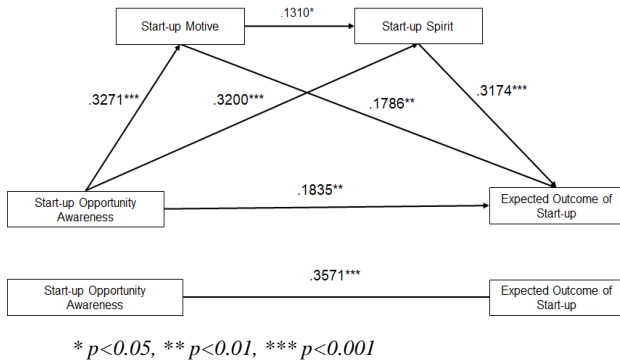 .1310*
Start-up Motive
Start-up Spirit
.3271***
.3200***
.1786**
.3174***
Start-up Opportunity
Awareness
.1835**
Expected Outcome of
Start-up
.3571***
Start-up Opportunity
Awareness
Expected Outcome of
Start-up
* p<0.05, ** p<0.01, *** p<0.001